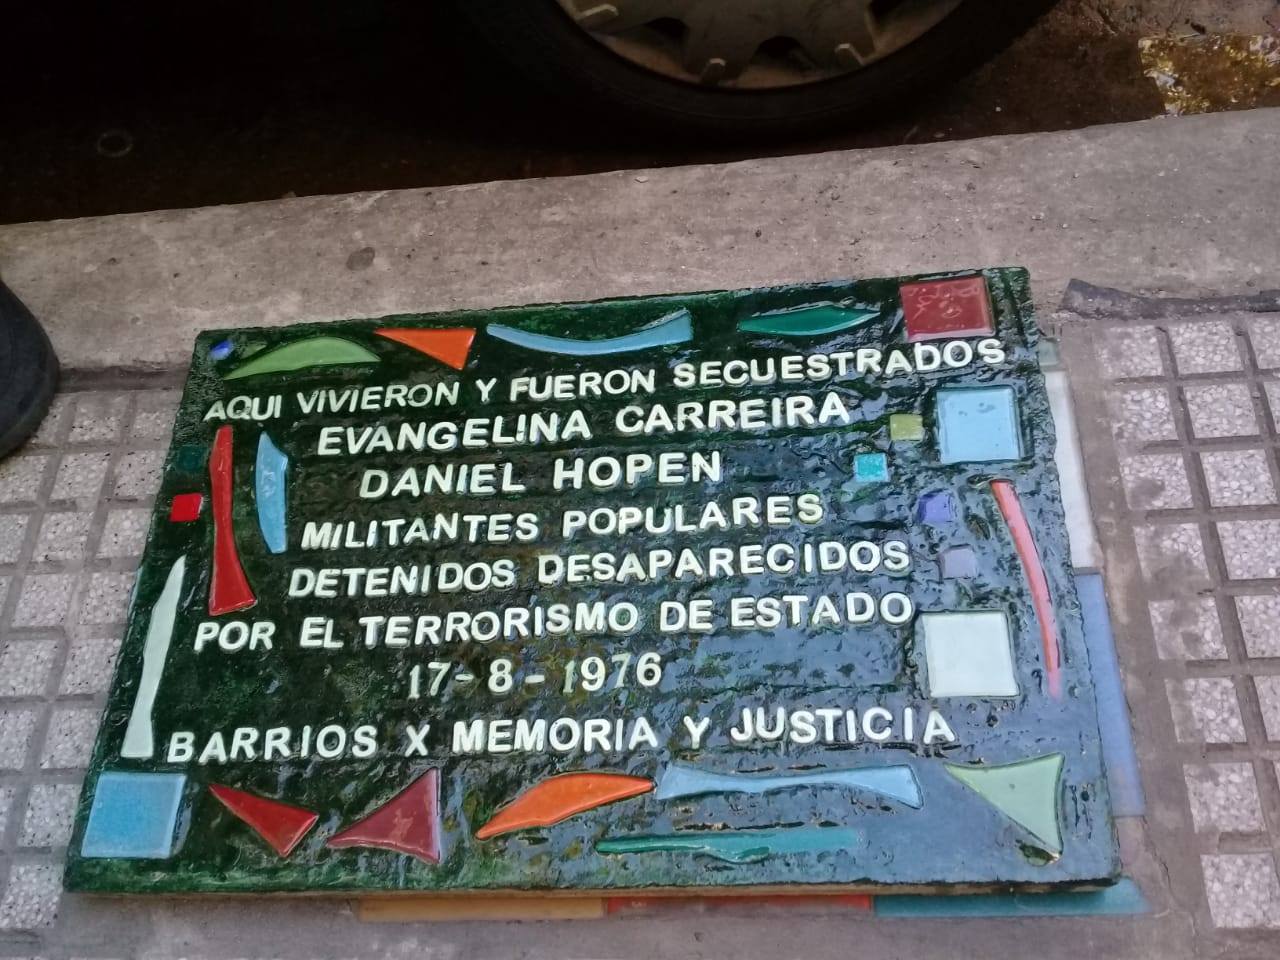 AQUI VIVIERON Y FUERON SECUESTRADOS
EVANGELINA CARREIRA
DANIEL HOPEN
MILITANTES POPULARES
DETENIDOS DESAPARECIDOS
POR EL TERRORISMO DE ESTADO
17-8-1976
BARRIOS X MEMORIA Y JUSTICIA